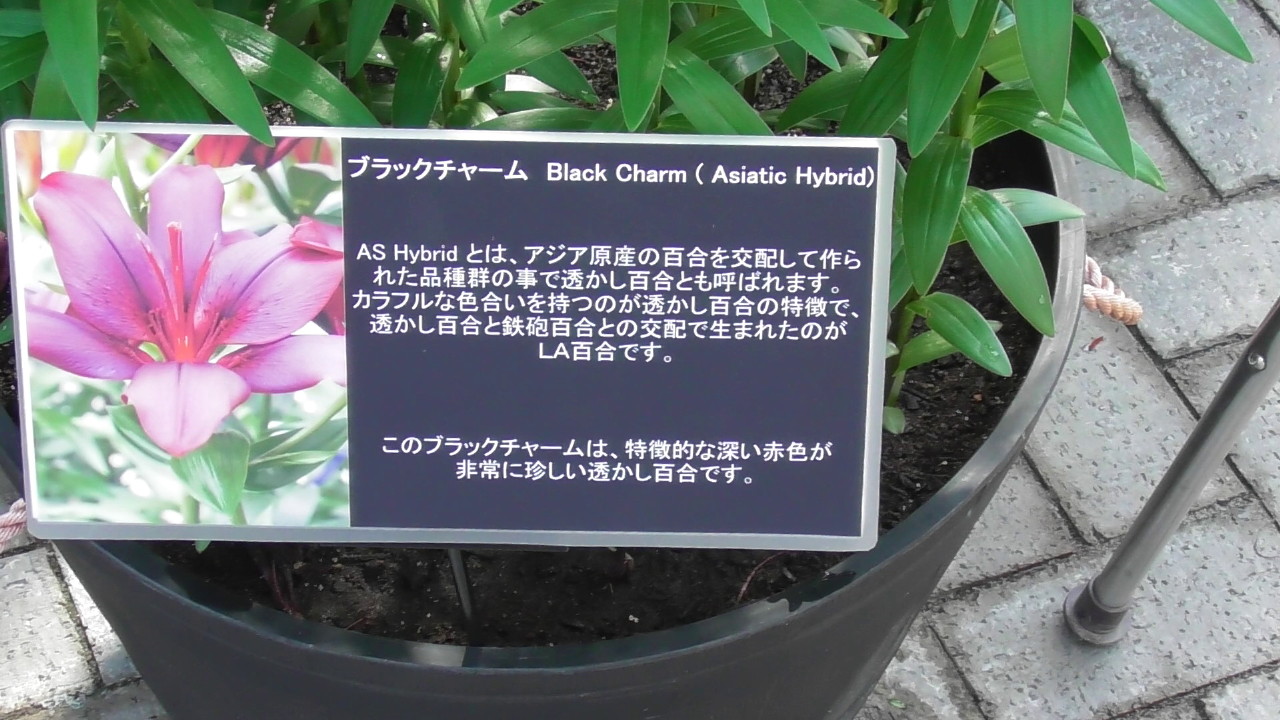 ブラックチャーム Black Charm ( Asiatic Hybrid)
AS Hybrid とは、アジア原産の百合を交配して作ら
れた品種群の事で透かし百合とも呼ばれます。
カラフルな色合いを持つのが透かし百合の特徴で、
透かし百合と鉄砲百合との交配で生まれたのが
LA百合です。
このブラックチャームは、特徴的な深い赤色が
非常に珍しい透かし百合です。